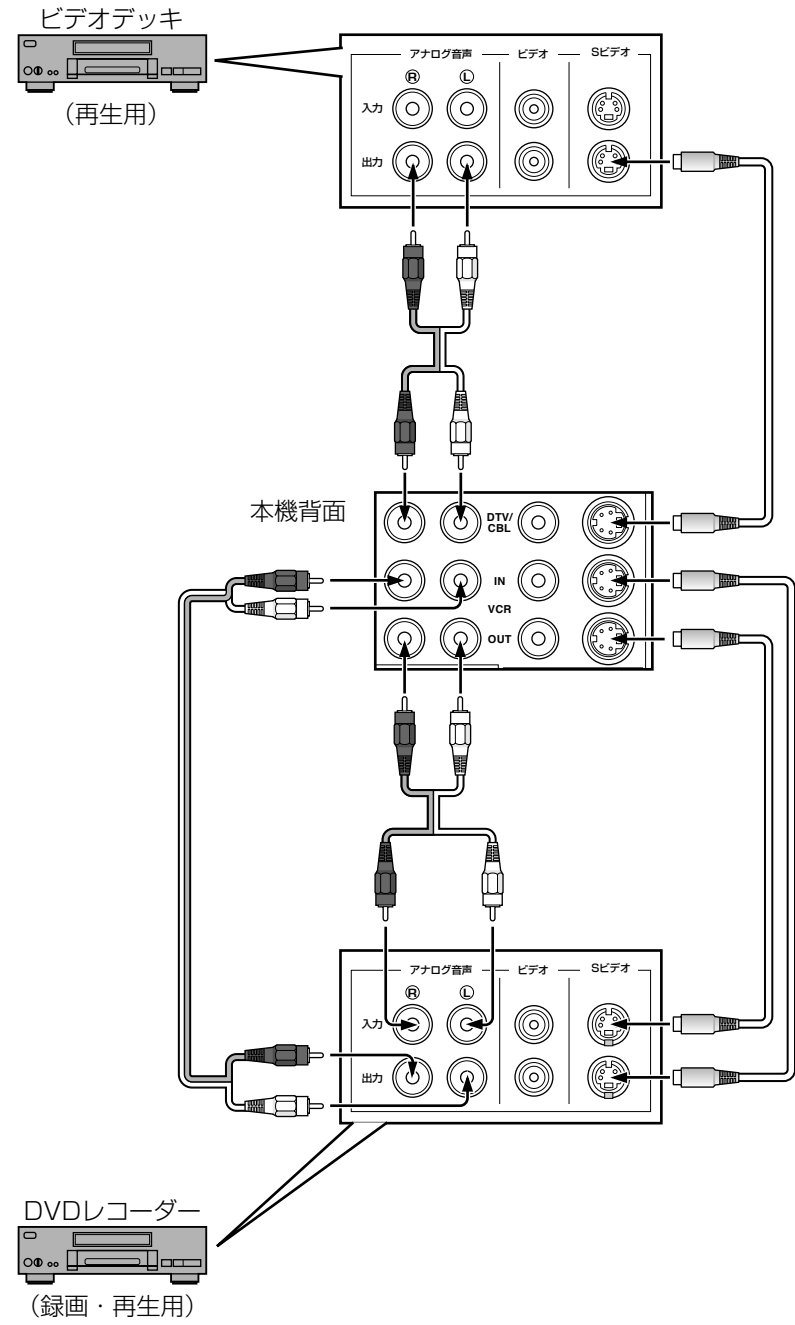 ビデオデッキ
（再生用）
アナログ音声 ビデオ Sビデオ
R L
入力
出力
本機背面
DTV/
CBL
IN
VCR
OUT
アナログ音声 ビデオ Sビデオ
R L
入力
出力
DVDレコーダー
（録画・再生用）